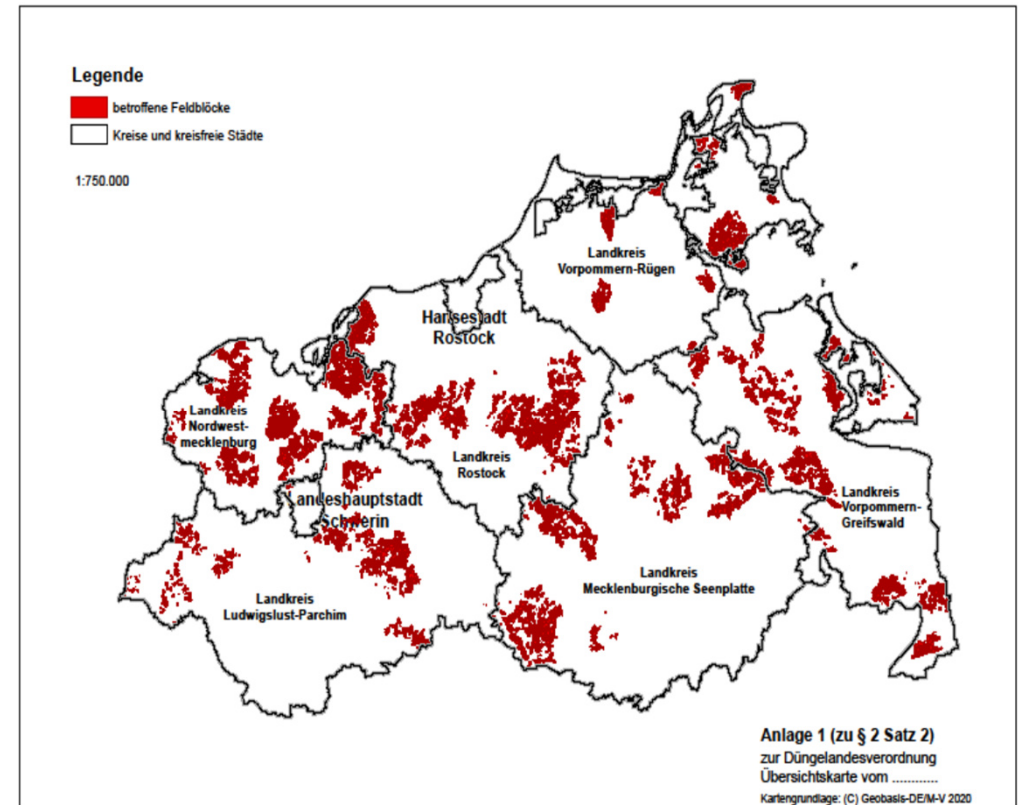 Legende
betroffene Feldblöcke
Kreise und kreisfreie Städte
1:750.000
Landkreis
Vorpommern-Rügen
Hansestadt
Rostock
Landkreis
Nordwest-
mecklenburg
Landkreis
Rostock
Landeshauptstadt
Schwerin
Landkreis
Vorpommern-
Greifswald
Landkreis
Mecklenburgische Seenplatte
Landkreis
Ludwigslust-Parchim
Anlage 1 (zu § 2 Satz 2)
zur Düngelandesverordnung
Übersichtskarte vom ............
Kartengrundlage: (C) Geobasis-DE/M-V 2020